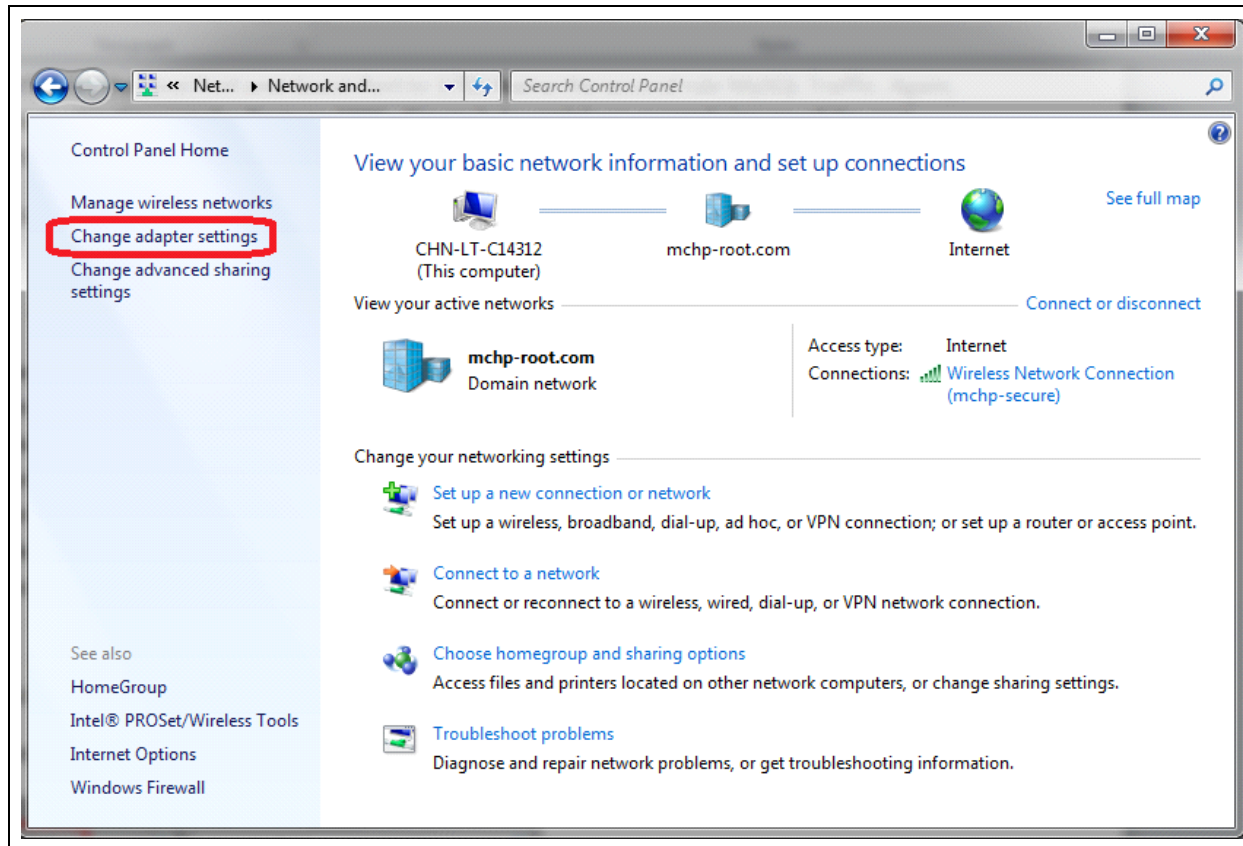 « Net... Network and...
Search Control Panel
Control Panel Home
Manage wireless networks
Change adapter settings
Change advanced sharing
settings
See also
HomeGroup
Intel® PROSet/Wireless Tools
Internet Options
Windows Firewall
View your basic network information and set up connections
See full map
CHN-LT-C14312
(This computer)
mchp-root.com
Internet
View your active networks
Connect or disconnect
mchp-root.com
Domain network
Access type: Internet
Connections: Wireless Network Connection
(mchp-secure)
Change your networking settings
Set up a new connection or network
Set up a wireless, broadband, dial-up, ad hoc, or VPN connection; or set up a router or access point.
Connect to a network
Connect or reconnect to a wireless, wired, dial-up, or VPN network connection.
Choose homegroup and sharing options
Access files and printers located on other network computers, or change sharing settings.
Troubleshoot problems
Diagnose and repair network problems, or get troubleshooting information.